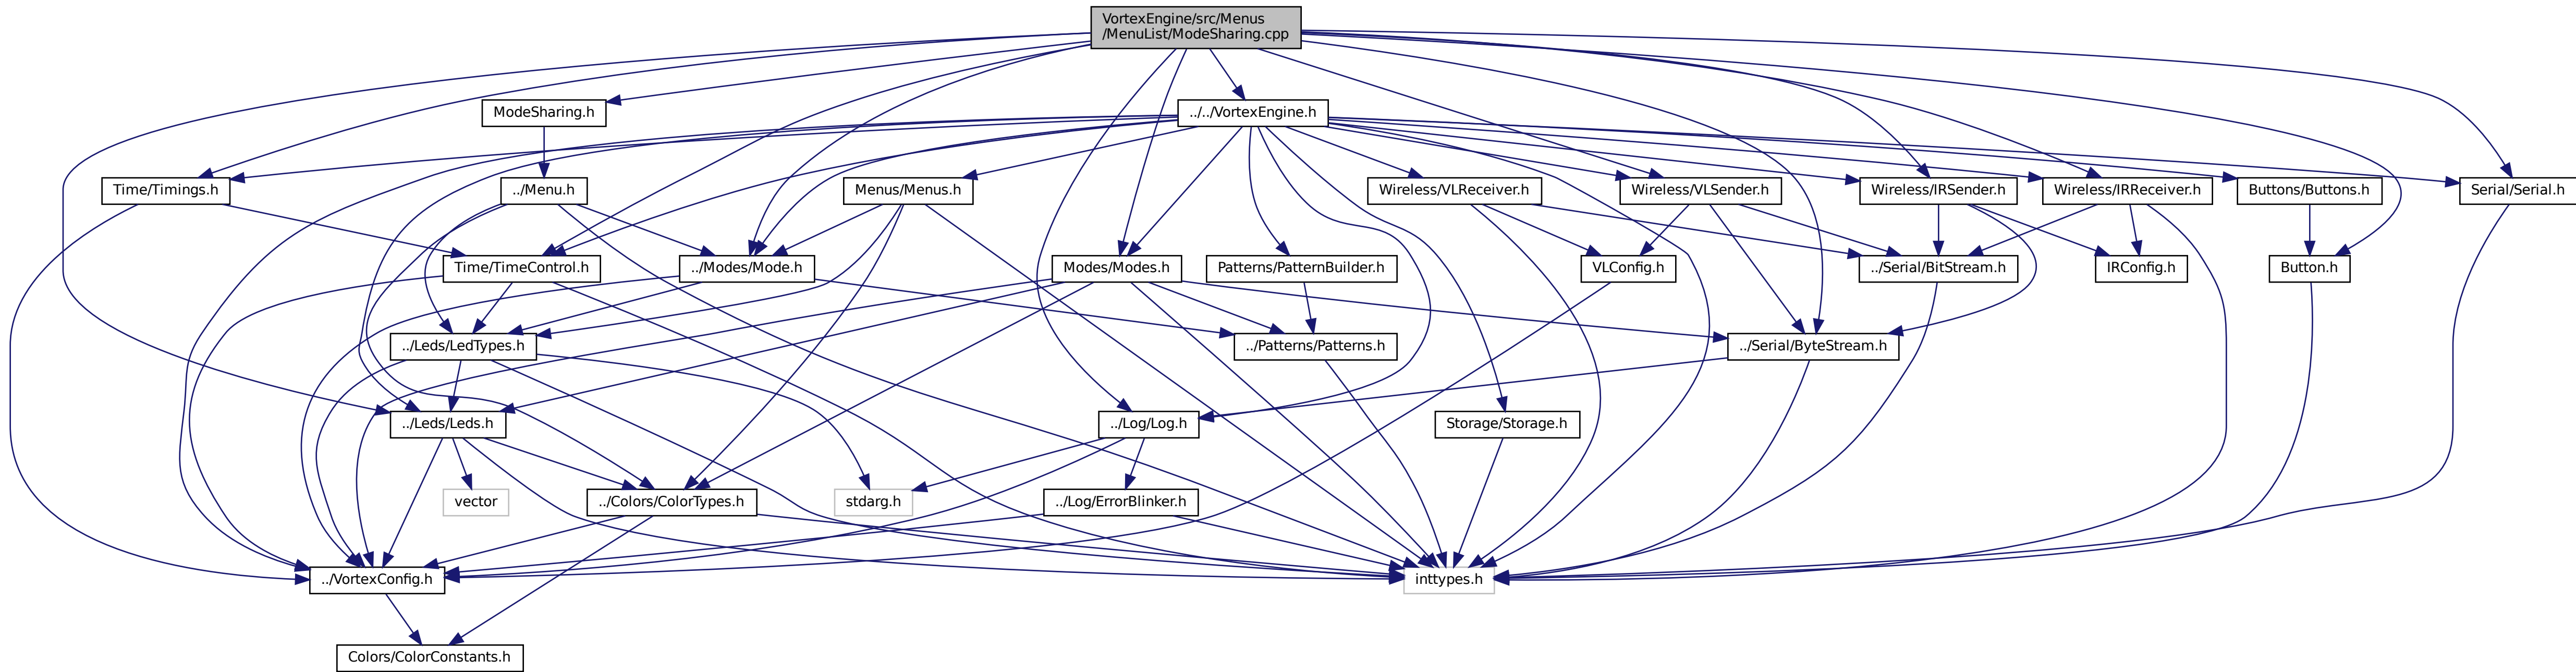 VortexEngine/src/Menus
/MenuList/ModeSharing.cpp
ModeSharing.h
../../VortexEngine.h
Time/Timings.h
../Menu.h
Menus/Menus.h
Wireless/VLReceiver.h
Wireless/VLSender.h
Wireless/IRSender.h
Wireless/IRReceiver.h
Buttons/Buttons.h
Serial/Serial.h
Time/TimeControl.h
../Modes/Mode.h
Modes/Modes.h
Patterns/PatternBuilder.h
VLConfig.h
../Serial/BitStream.h
IRConfig.h
Button.h
../Leds/LedTypes.h
../Patterns/Patterns.h
../Serial/ByteStream.h
../Leds/Leds.h
../Log/Log.h
Storage/Storage.h
vector
../Colors/ColorTypes.h
stdarg.h
../Log/ErrorBlinker.h
../VortexConfig.h
inttypes.h
Colors/ColorConstants.h